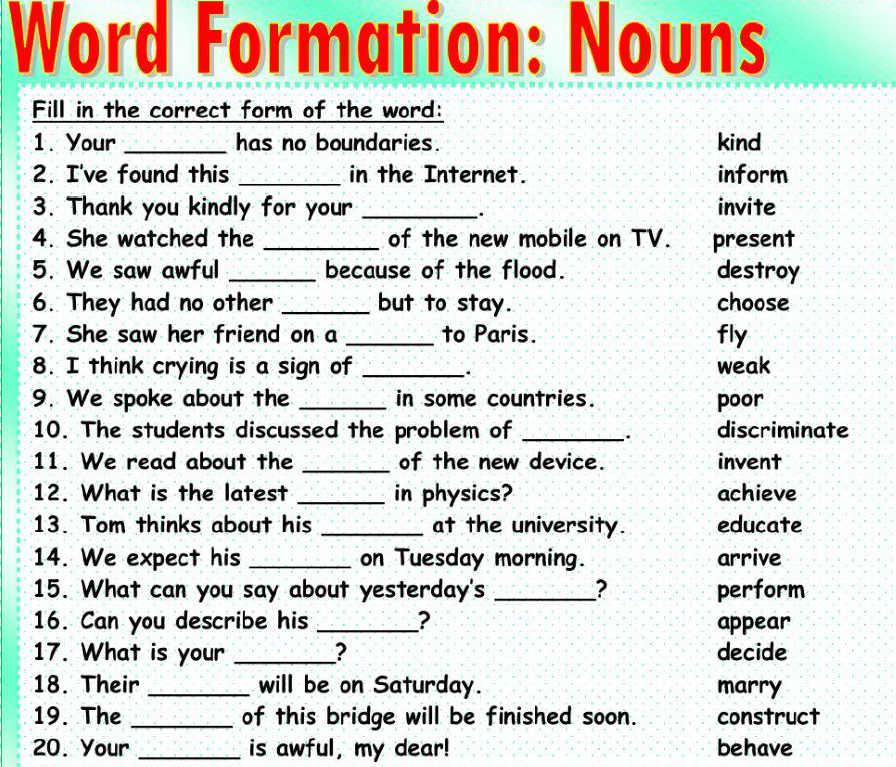 Word Formation: Nouns
Fill in the correct form of the word:
1. Your ________ has no boundaries. kind
2. I've found this ________ in the Internet. inform
3. Thank you kindly for your _________. invite
4. She watched the _________ of the new mobile on TV. present
5. We saw awful _______ because of the flood. destroy
6. They had no other _______ but to stay. choose
7. She saw her friend on a _______ to Paris. fly
8. I think crying is a sign of ________. weak
9. We spoke about the _______ in some countries. poor
10. The students discussed the problem of ________. discriminate
11. We read about the _______ of the new device. invent
12. What is the latest _______ in physics? achieve
13. Tom thinks about his ________ at the university. educate
14. We expect his ________ on Tuesday morning. arrive
15. What can you say about yesterday's ________? perform
16. Can you describe his ________? appear
17. What is your ________? decide
18. Their ________ will be on Saturday. marry
19. The ________ of this bridge will be finished soon. construct
20. Your ________ is awful, my dear! behave